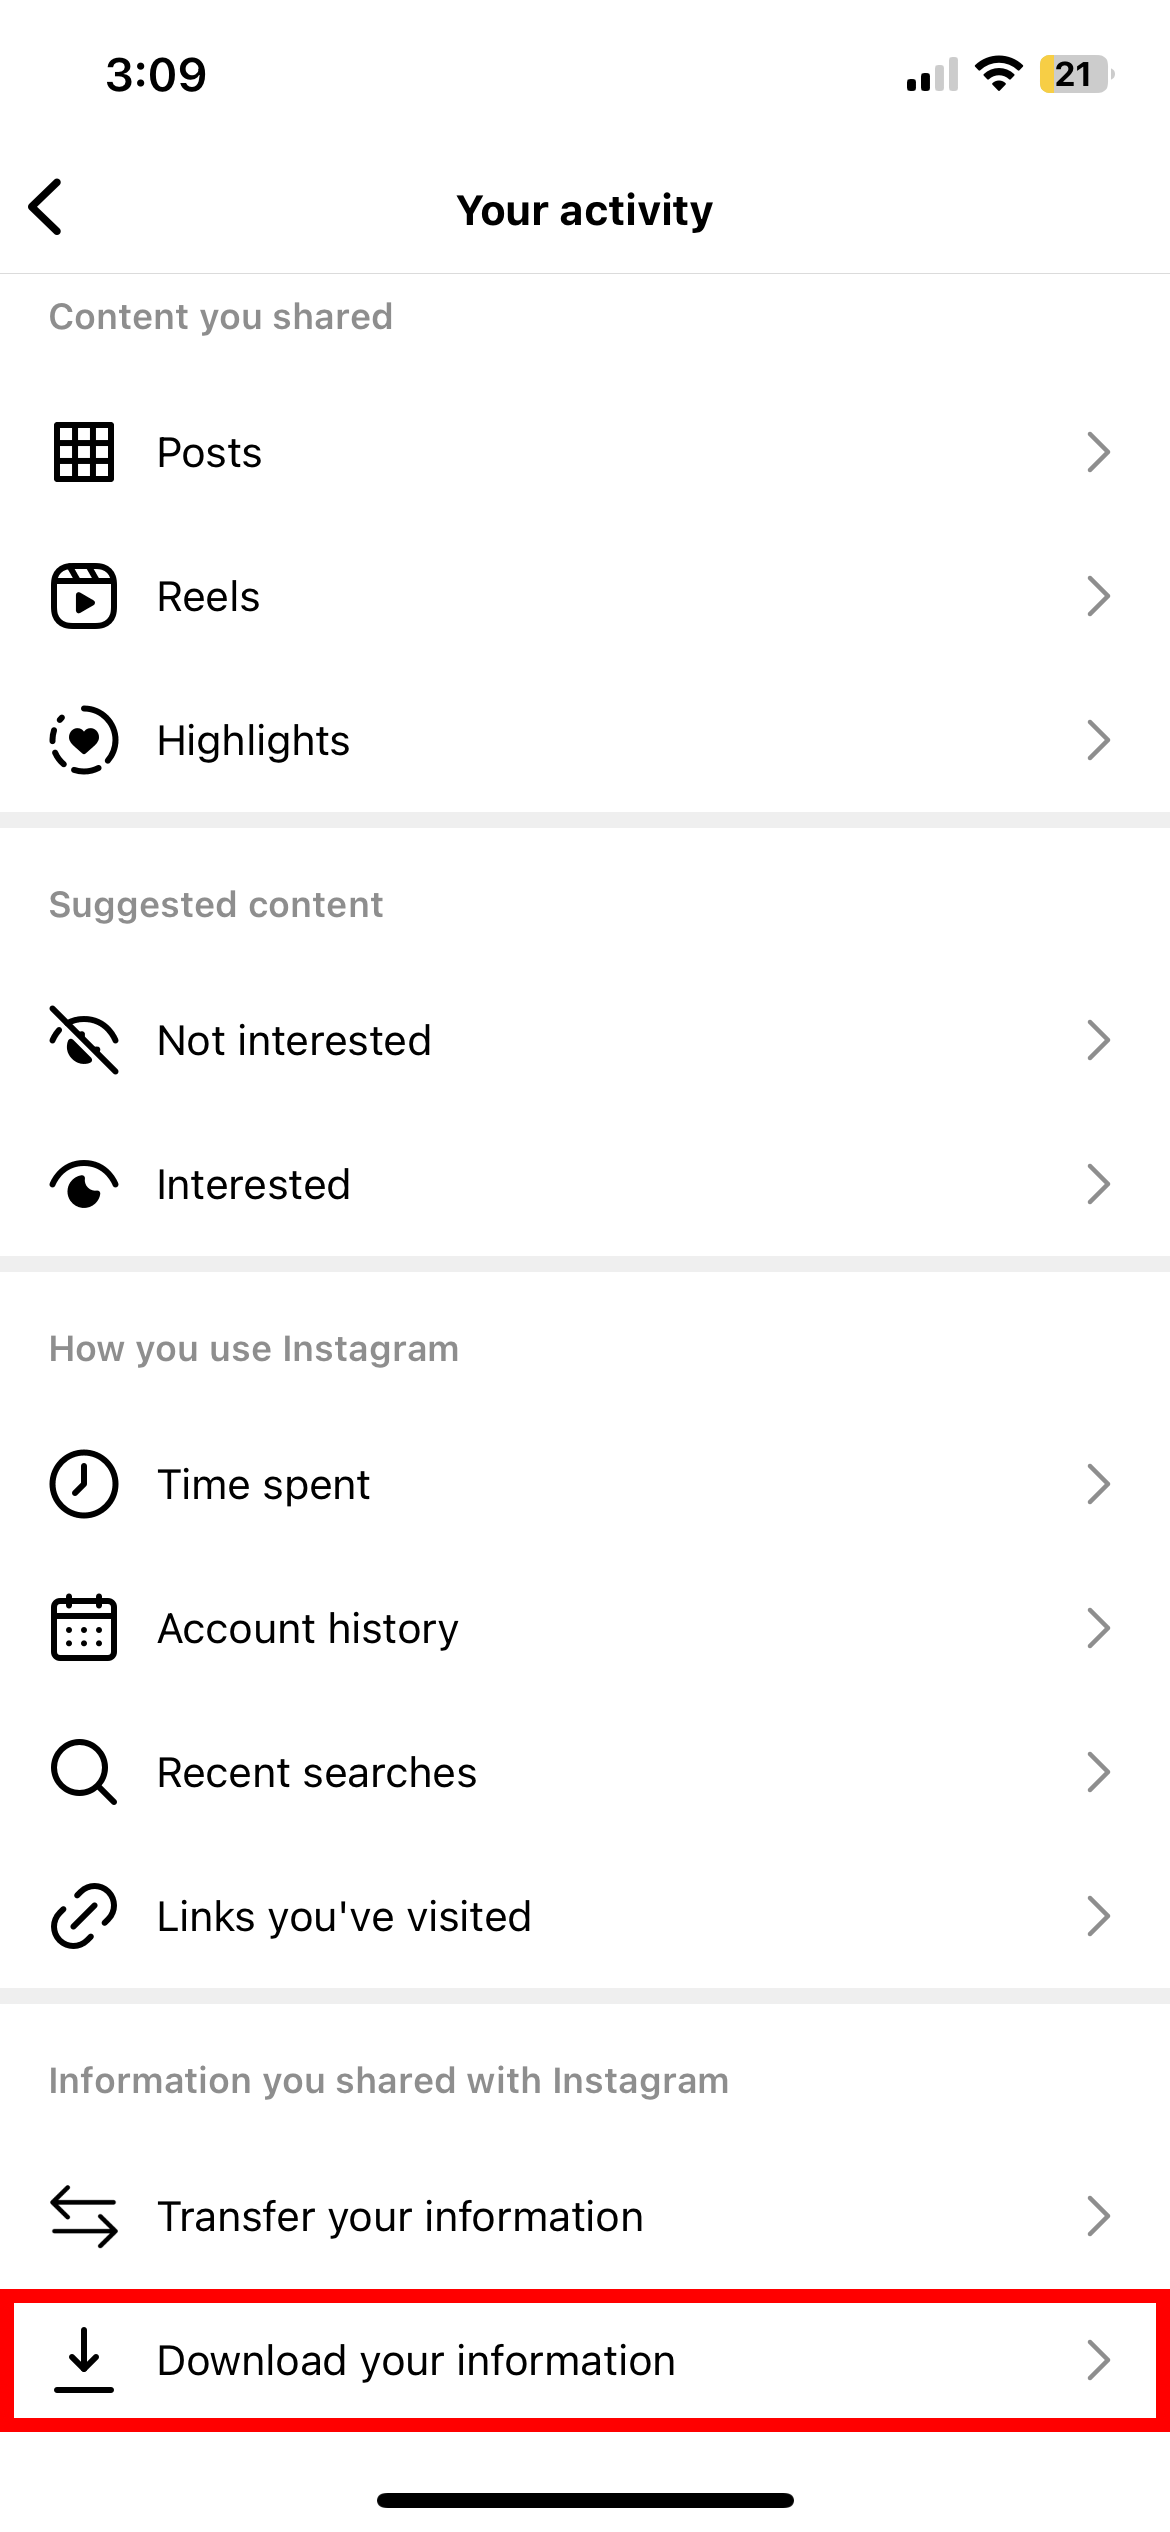 3:09
21
Your activity
Content you shared
Posts
Reels
Highlights
Suggested content
Not interested
Interested
How you use Instagram
Time spent
Account history
Recent searches
Links you've visited
Information you shared with Instagram
Transfer your information
Download your information